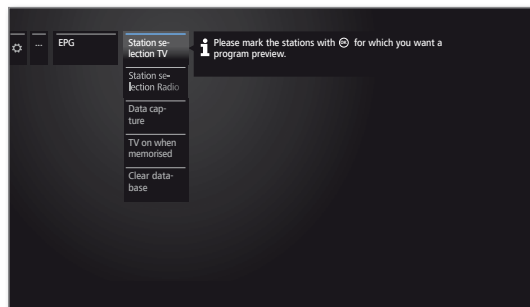 ...
EPG
Station se-
lection TV
Please mark the stations with OK for which you want a
program preview.
Station se-
lection Radio
Data cap-
ture
TV on when
memorised
Clear data-
base